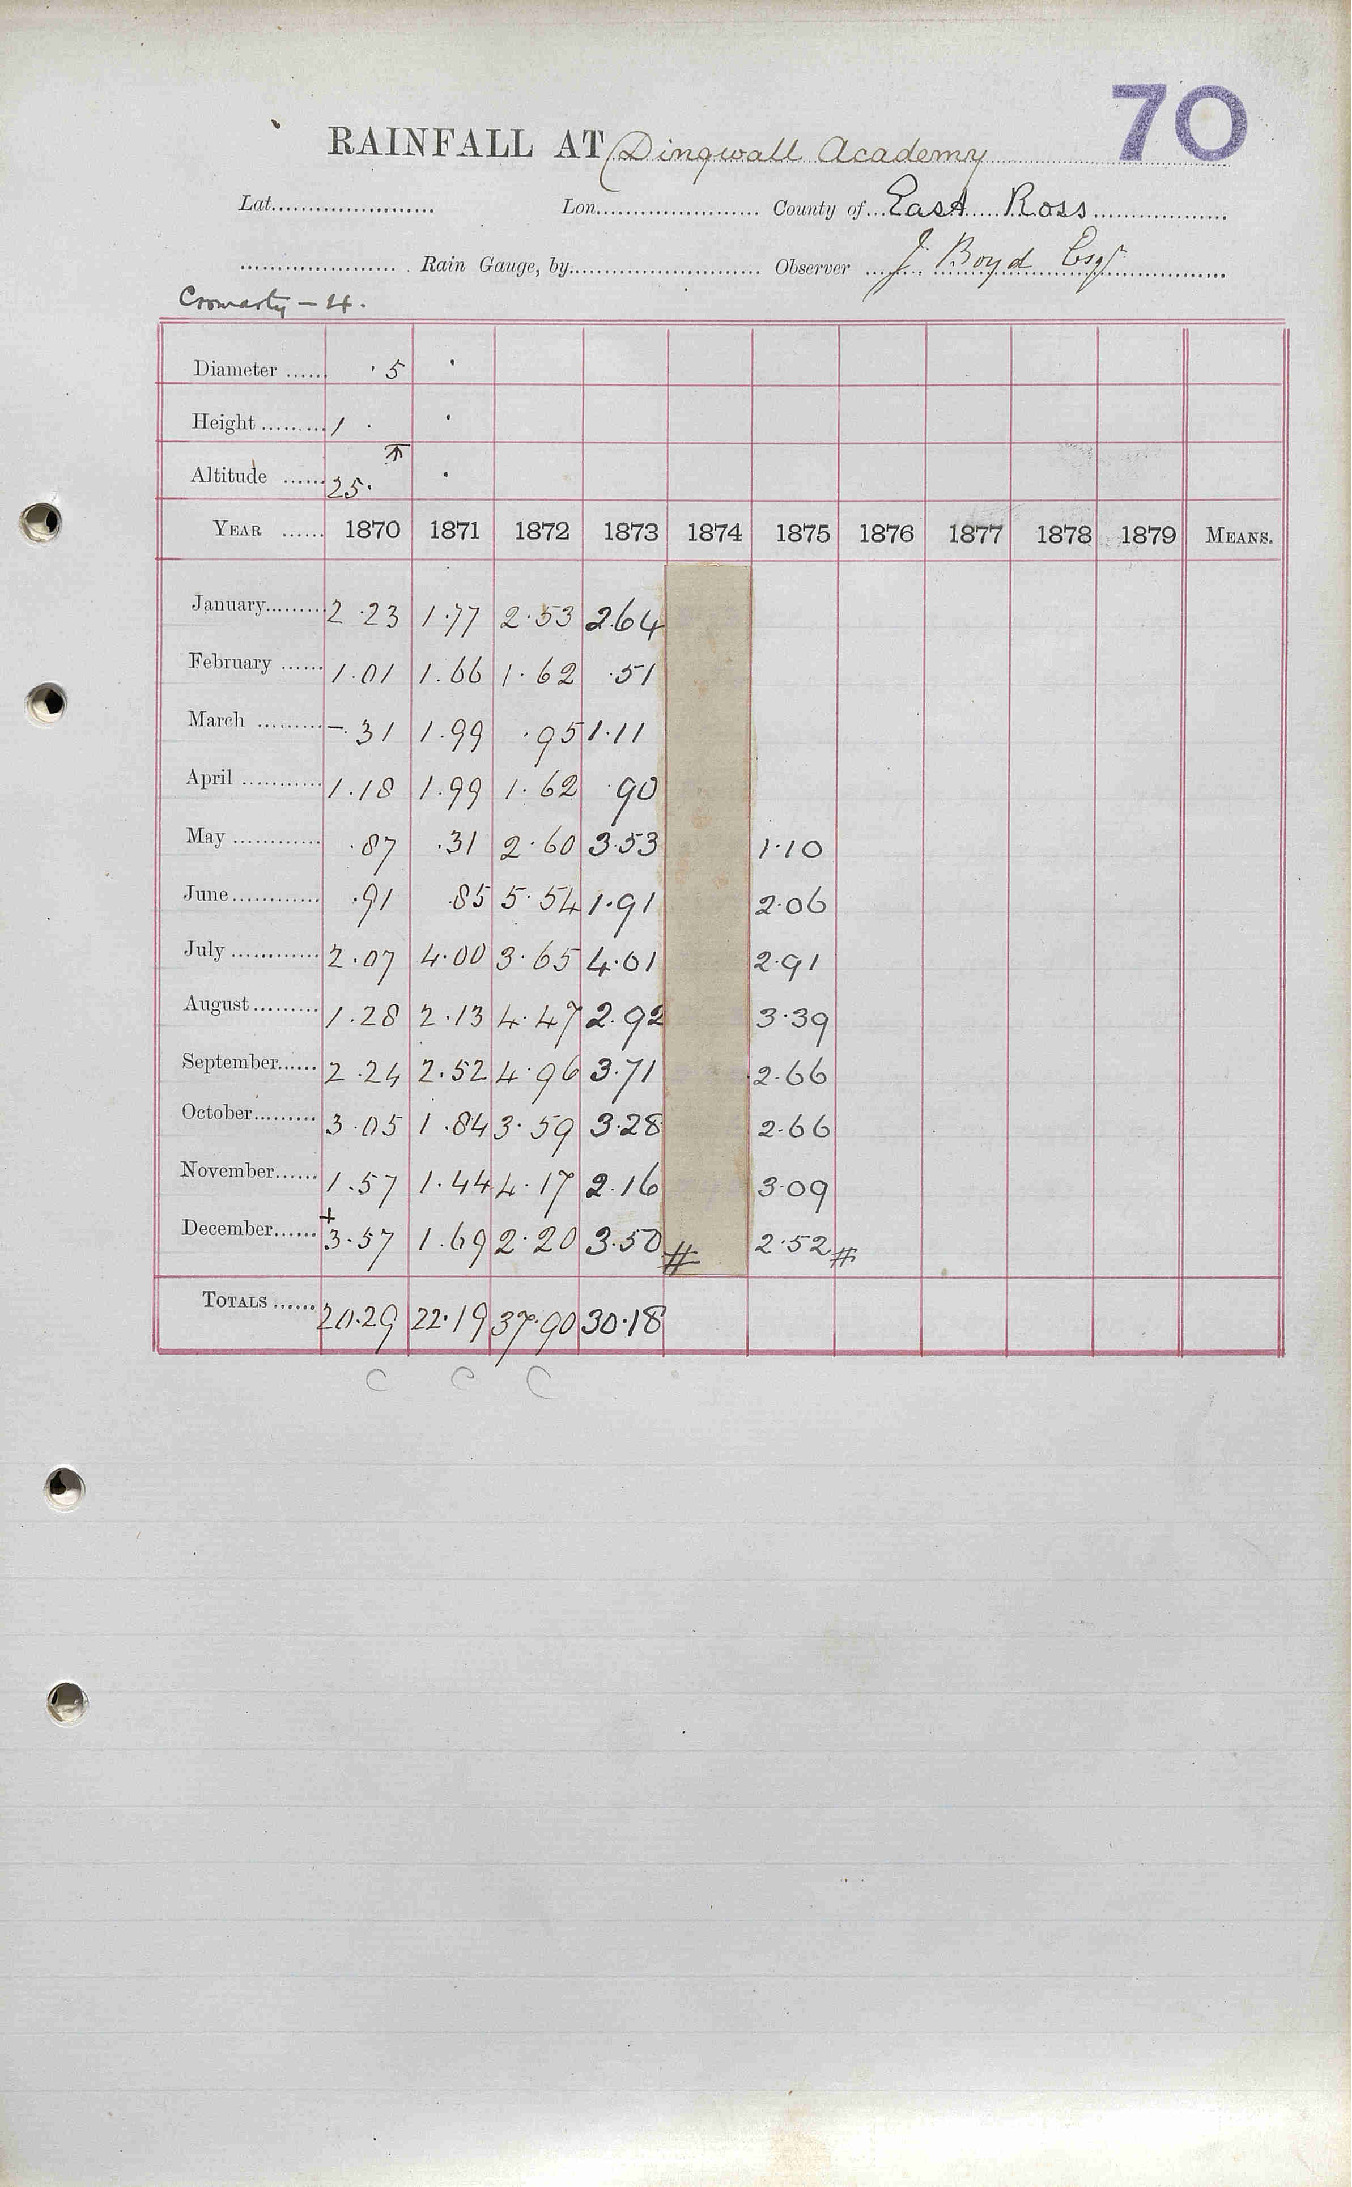 70
RAINFALL AT Dingwall Academy
Lat. Lon. County of East Ross
Rain Gauge, by Observer J. Boyd Esqr
Cromarty – 4.
Diameter ...... · 5 ·
Height ......... 1 · ·
Altitude ...... 25 · ·
YEAR ...... 1870 1871 1872 1873 1874 1875 1876 1877 1878 1879 MEANS.
January......... 2.23 1.77 2.53 2.64
February ...... 1.01 1.66 1.62 .51
March ......... –.31 1.99 .95 1.11
April ............ 1.18 1.99 1.62 .90
May ............ .87 .31 2.60 3.53 1.10
June ............ .91 .85 5.54 1.91 2.06
July ............ 2.07 4.00 3.65 4.01 2.91
August ......... 1.28 2.13 4.47 2.92 3.39
September...... 2.24 2.52 4.96 3.71 2.66
October ......... 3.05 1.84 3.59 3.28 2.66
November...... 1.57 1.44 4.17 2.16 3.09
December...... + 3.57 1.69 2.20 3.50 # 2.52 #
TOTALS ...... 20.29 22.19 37.90 30.18
C C C